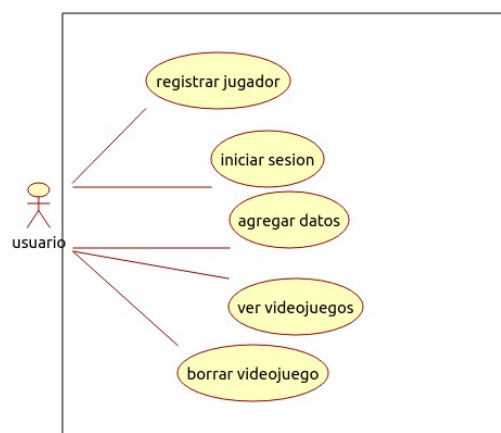 registrar jugador
iniciar sesion
agregar datos
usuario
ver videojuegos
borrar videojuego